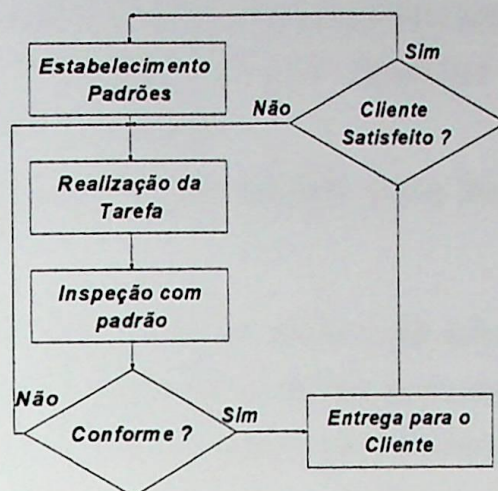 Estabelecimento
Padrões
Sim
Não
Cliente
Satisfeito ?
Realização da
Tarefa
Inspeção com
padrão
Não
Conforme ?
Sim
Entrega para o
Cliente